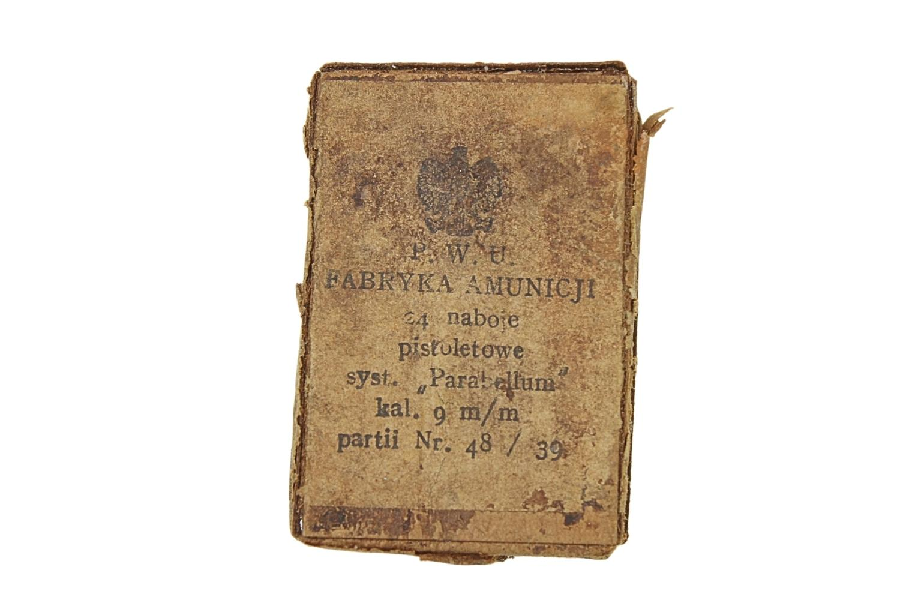 P. W. U.
FABRYKA AMUNICJI
24 naboje
pistoletowe
syst. „Parabellum”
kal. 9 m/m
partii Nr. 48 / 39